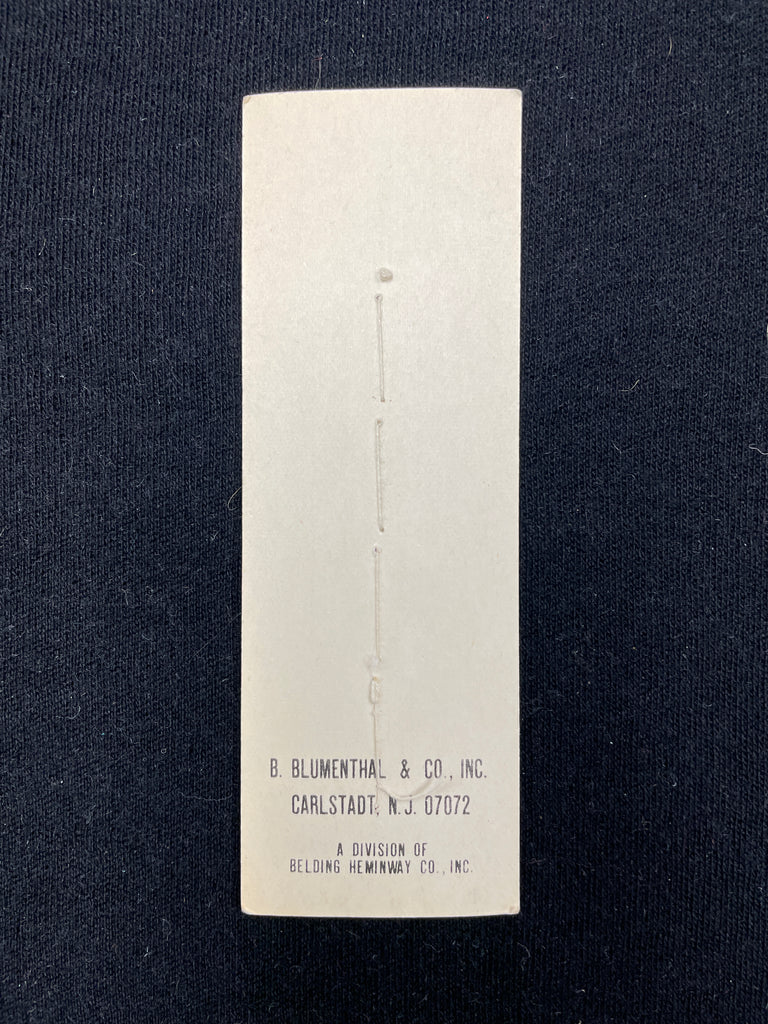 B. BLUMENTHAL & CO., INC.
CARLSTADT, N.J. 07072
A DIVISION OF
BELDING HEMINWAY CO., INC.